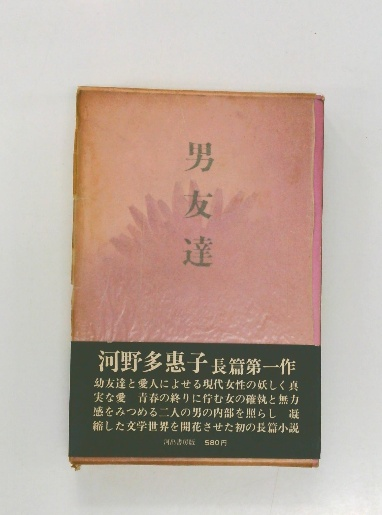 男友達
河野多惠子 長篇第一作
幼友達と愛人によせる現代女性の妖しく真
実な愛　青春の終りに佇む女の確執と無力
感をみつめる二人の男の内部を照らし　凝
縮した文学世界を開花させた初の長篇小説
河出書房版　580円